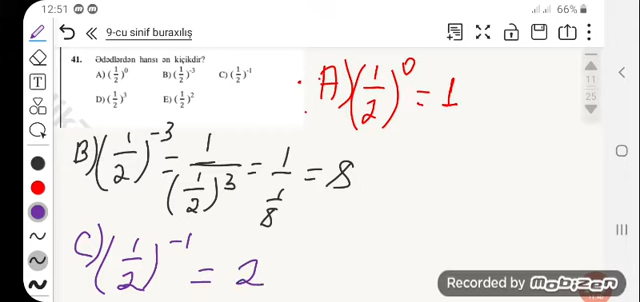 12:51
66%
9-cu sinif buraxılış
41. Ədədlərdən hansı ən kiçikdir?
A) (1/2)^0 B) (1/2)^-3 C) (1/2)^-1
D) (1/2)^3 E) (1/2)^2
11
25
A) (1/2)^0 = 1
B) (1/2)^-3 = 1/(1/2)^3 = 1/(1/8) = 8
C) (1/2)^-1 = 2
Recorded by mobizen